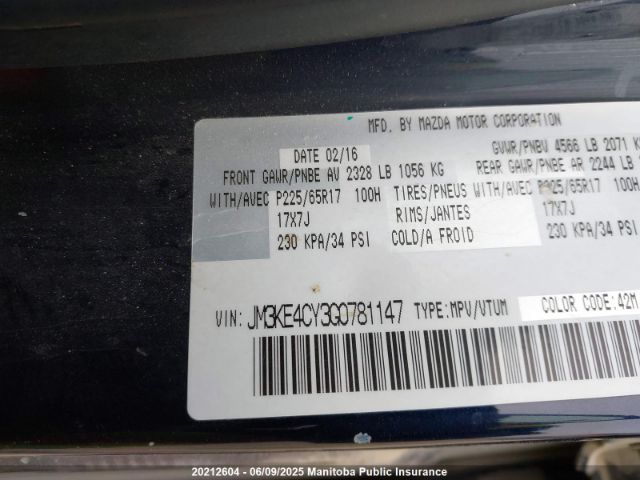 MFD. BY MAZDA MOTOR CORPORATION
DATE 02/16 GVWR/PNBV 4566 LB 2071 K
FRONT GAWR/PNBE AV 2328 LB 1056 KG REAR GAWR/PNBE AR 2244 LB
WITH/AVEC P225/65R17 100H TIRES/PNEUS WITH/AVEC P225/65R17 100H
17X7J RIMS/JANTES 17X7J
230 KPA/34 PSI COLD/A FROID 230 KPA/34
VIN: JM3KE4CY3G0781147 TYPE:MPV/VTUM COLOR CODE:42M
20212604 - 06/09/2025 Manitoba Public Insurance